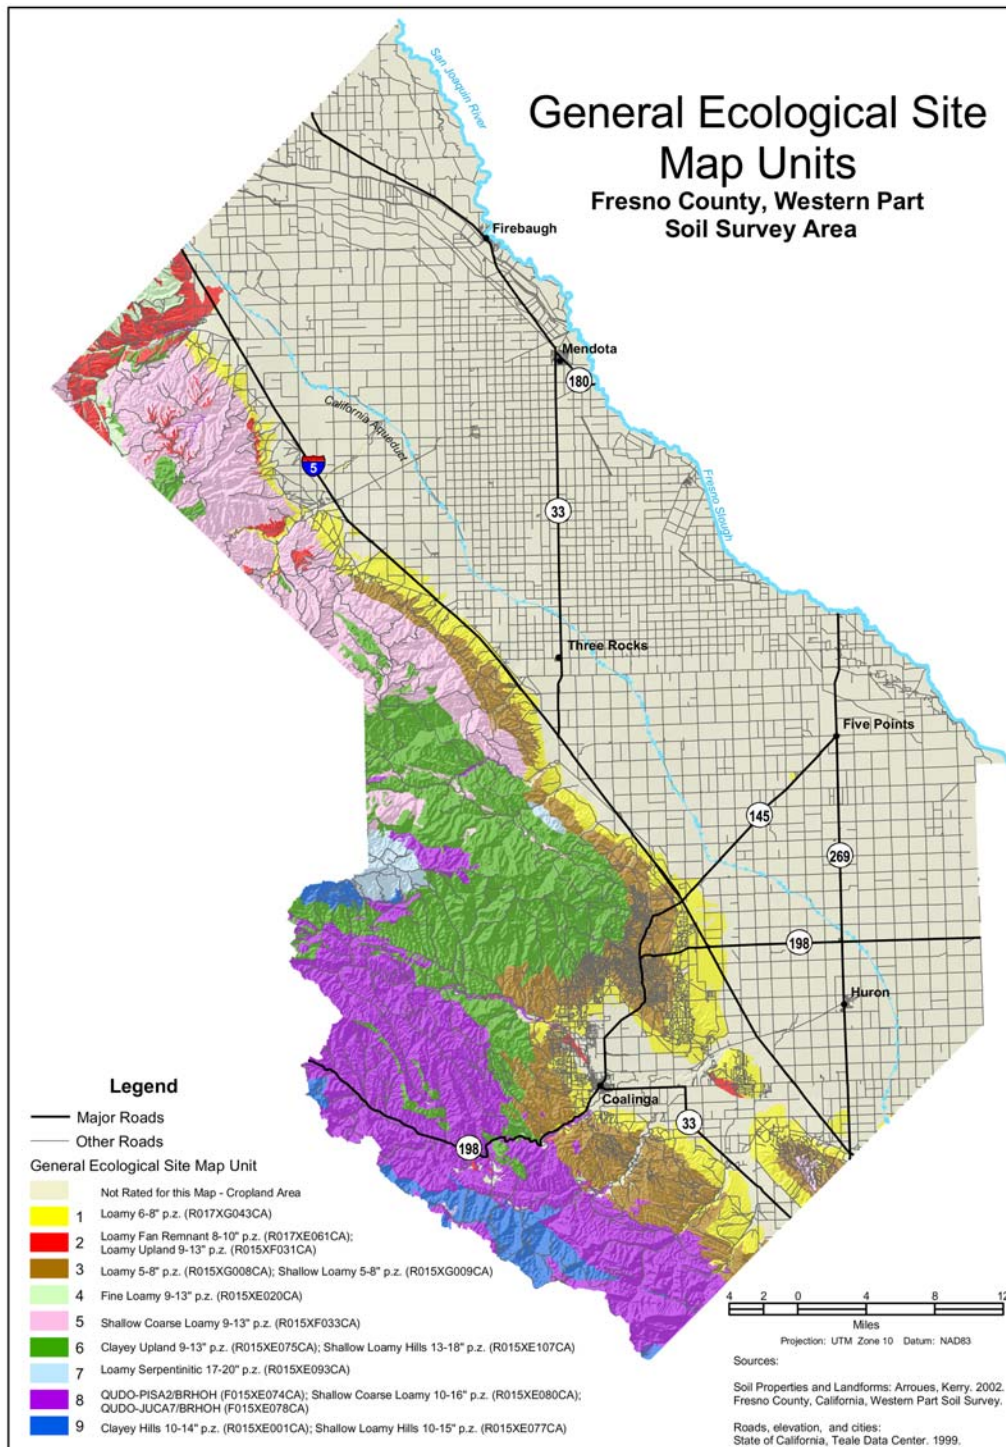 General Ecological Site
Map Units
Fresno County, Western Part
Soil Survey Area
San Joaquin River
Firebaugh
Mendota
180
California Aqueduct
5
33
Fresno Slough
Three Rocks
Five Points
145
269
198
Huron
Coalinga
33
198
Legend
Major Roads
Other Roads
General Ecological Site Map Unit
Not Rated for this Map - Cropland Area
1 Loamy 6-8" p.z. (R017XG043CA)
2 Loamy Fan Remnant 8-10" p.z. (R017XE061CA);
Loamy Upland 9-13" p.z. (R015XF031CA)
3 Loamy 5-8" p.z. (R015XG008CA); Shallow Loamy 5-8" p.z. (R015XG009CA)
4 Fine Loamy 9-13" p.z. (R015XE020CA)
5 Shallow Coarse Loamy 9-13" p.z. (R015XF033CA)
6 Clayey Upland 9-13" p.z. (R015XE075CA); Shallow Loamy Hills 13-18" p.z. (R015XE107CA)
7 Loamy Serpentinitic 17-20" p.z. (R015XE093CA)
8 QUDO-PISA2/BRHOH (F015XE074CA); Shallow Coarse Loamy 10-16" p.z. (R015XE080CA);
QUDO-JUCA7/BRHOH (F015XE078CA)
9 Clayey Hills 10-14" p.z. (R015XE001CA); Shallow Loamy Hills 10-15" p.z. (R015XE077CA)
4 2 0 4 8 12
Miles
Projection: UTM Zone 10 Datum: NAD83
Sources:
Soil Properties and Landforms: Arroues, Kerry. 2002.
Fresno County, California, Western Part Soil Survey.
Roads, elevation, and cities:
State of California, Teale Data Center. 1999.